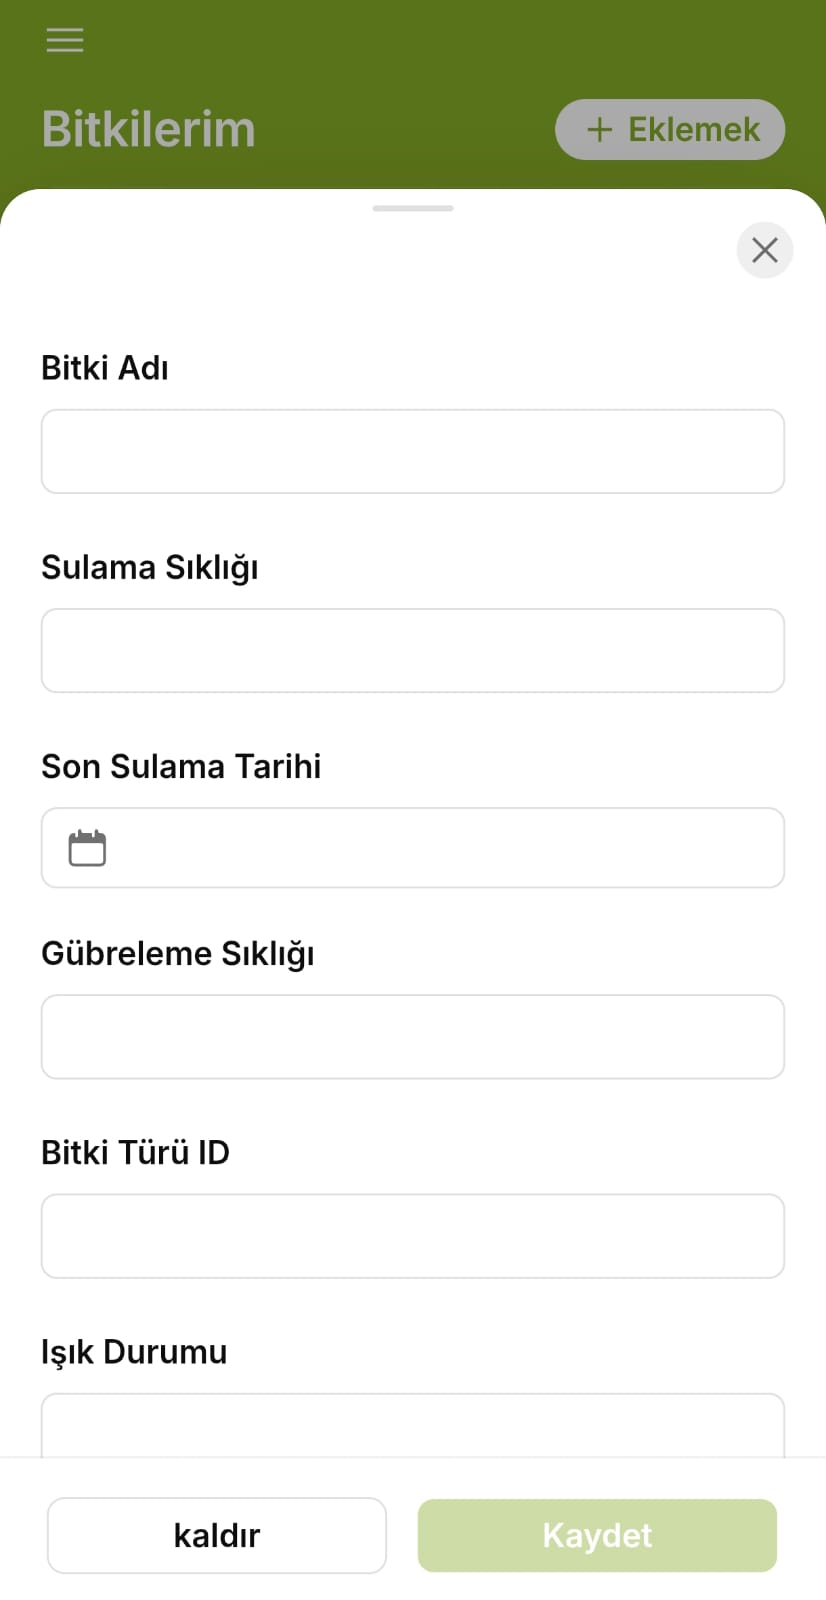 Bitkilerim
+ Eklemek
Bitki Adı
Sulama Sıklığı
Son Sulama Tarihi
Gübreleme Sıklığı
Bitki Türü ID
Işık Durumu
kaldır
Kaydet